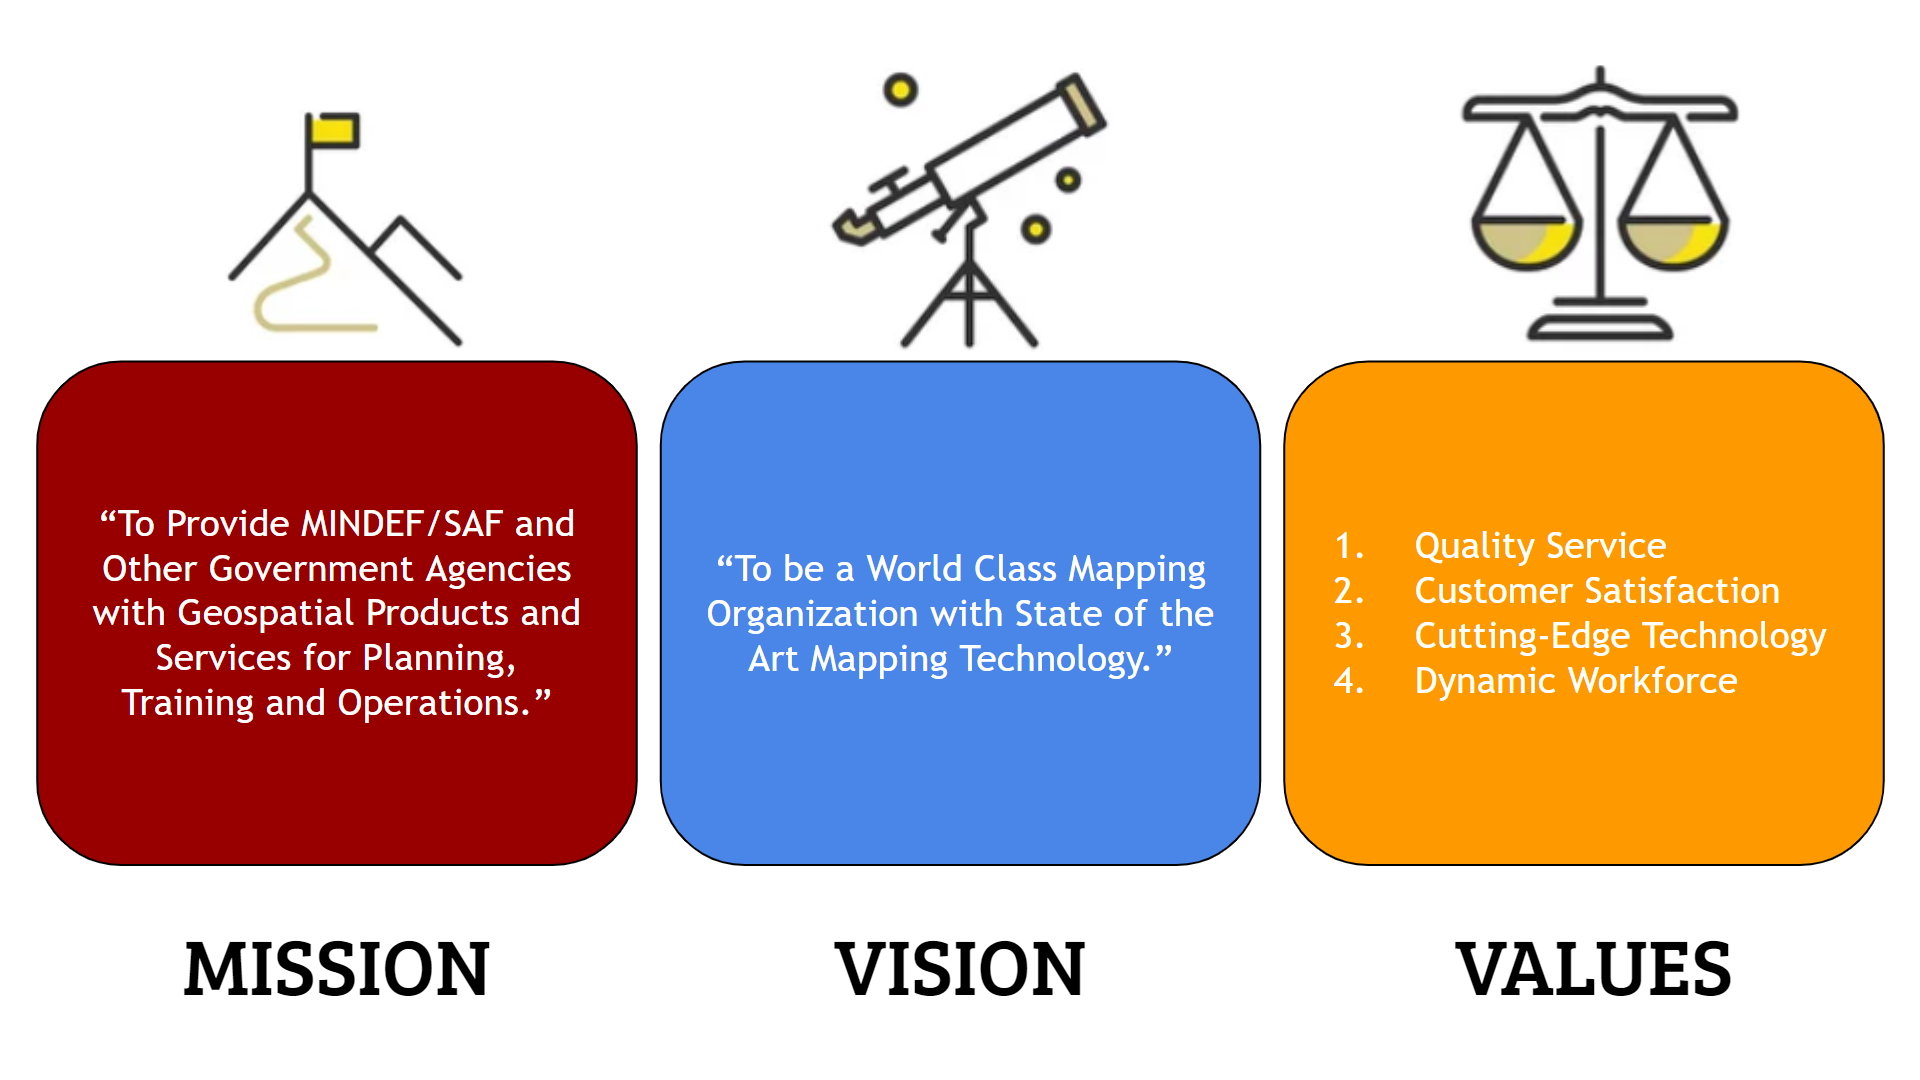 “To Provide MINDEF/SAF and
Other Government Agencies
with Geospatial Products and
Services for Planning,
Training and Operations.”
MISSION
“To be a World Class Mapping
Organization with State of the
Art Mapping Technology.”
VISION
1. Quality Service
2. Customer Satisfaction
3. Cutting-Edge Technology
4. Dynamic Workforce
VALUES